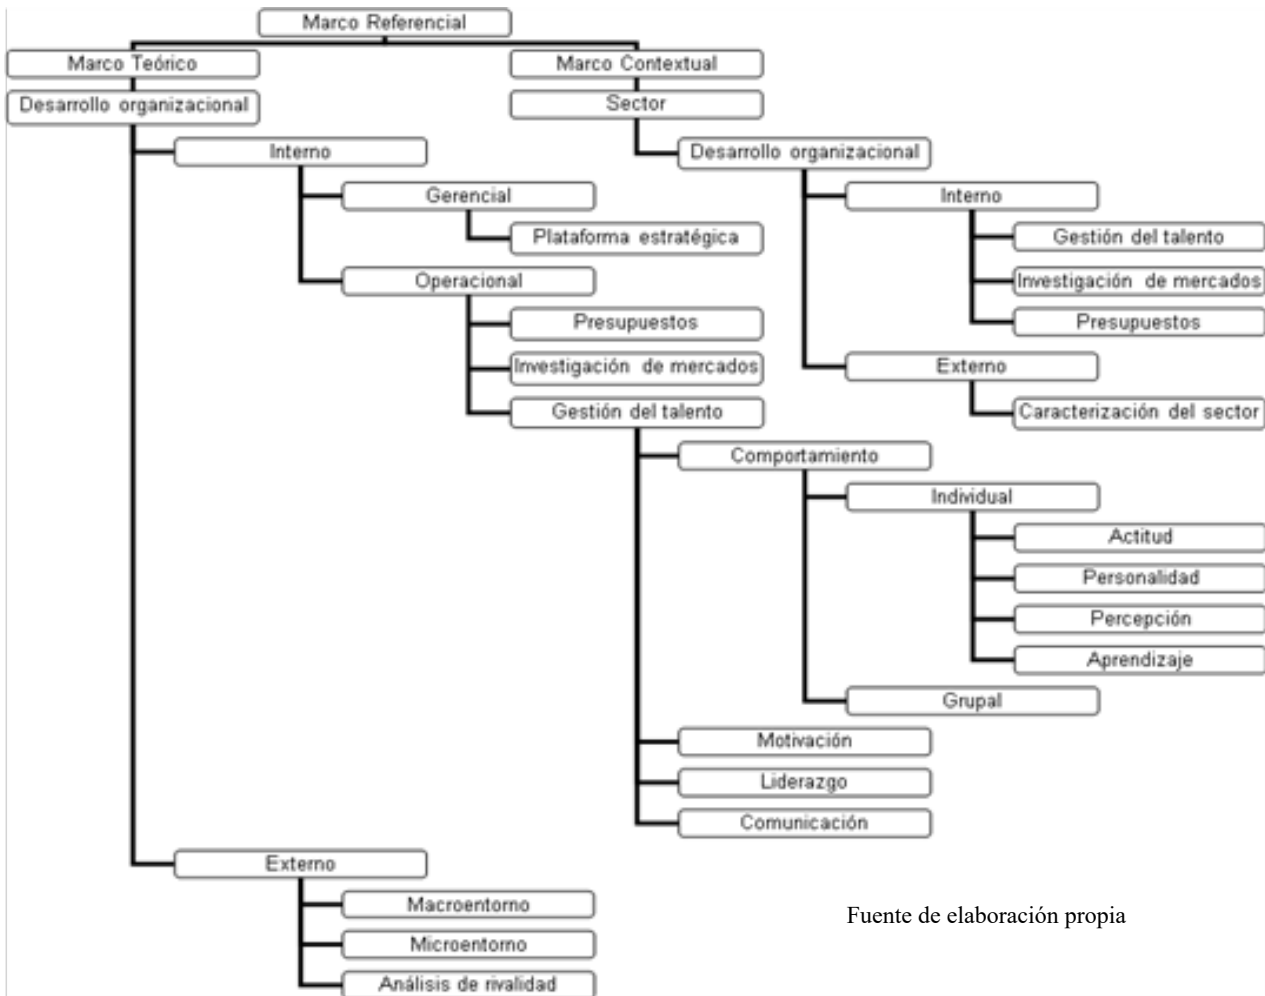 Marco Referencial
Marco Teórico
Marco Contextual
Desarrollo organizacional
Sector
Interno
Desarrollo organizacional
Gerencial
Interno
Plataforma estratégica
Gestión del talento
Operacional
Investigación de mercados
Presupuestos
Presupuestos
Investigación de mercados
Externo
Gestión del talento
Caracterización del sector
Comportamiento
Individual
Actitud
Personalidad
Percepción
Aprendizaje
Grupal
Motivación
Liderazgo
Comunicación
Externo
Macroentorno
Fuente de elaboración propia
Microentorno
Análisis de rivalidad